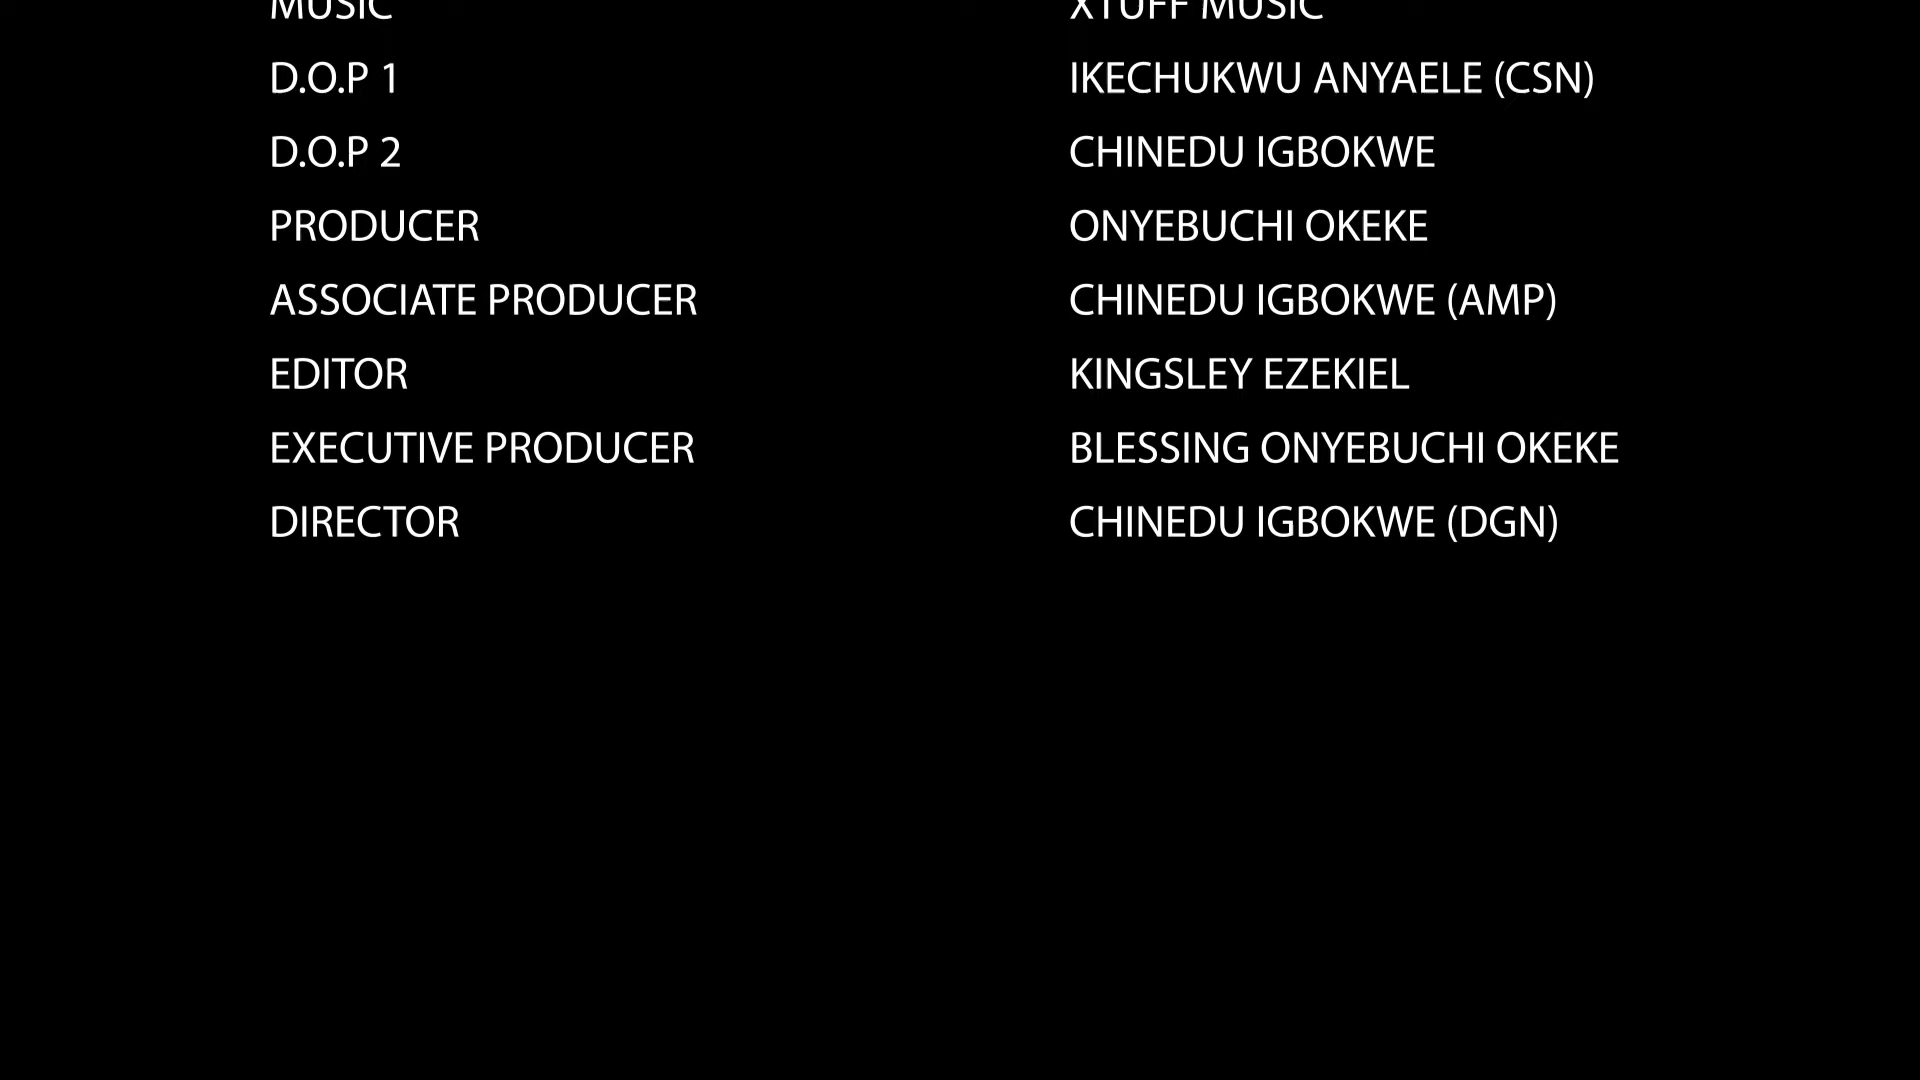 MUSIC XTUFF MUSIC
D.O.P 1 IKECHUKWU ANYAELE (CSN)
D.O.P 2 CHINEDU IGBOKWE
PRODUCER ONYEBUCHI OKEKE
ASSOCIATE PRODUCER CHINEDU IGBOKWE (AMP)
EDITOR KINGSLEY EZEKIEL
EXECUTIVE PRODUCER BLESSING ONYEBUCHI OKEKE
DIRECTOR CHINEDU IGBOKWE (DGN)